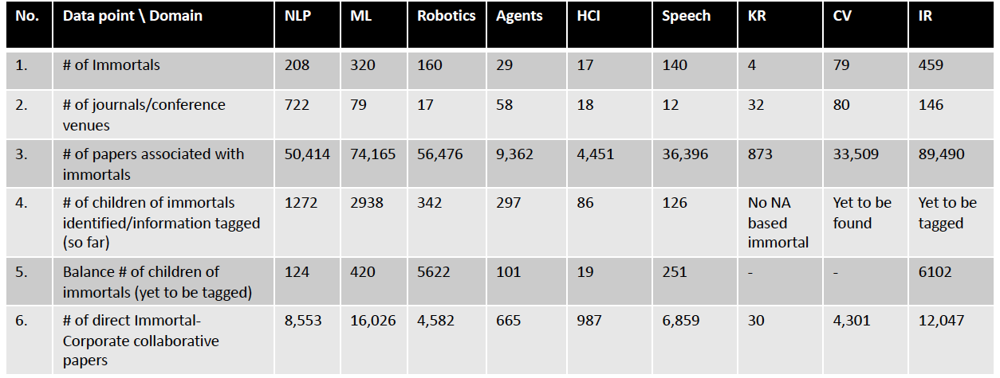 No. Data point \ Domain NLP ML Robotics Agents HCI Speech KR CV IR
1. # of Immortals 208 320 160 29 17 140 4 79 459
2. # of journals/conference 722 79 17 58 18 12 32 80 146
venues
3. # of papers associated with 50,414 74,165 56,476 9,362 4,451 36,396 873 33,509 89,490
immortals
4. # of children of immortals 1272 2938 342 297 86 126 No NA Yet to be Yet to be
identified/information tagged based found tagged
(so far) immortal
5. Balance # of children of 124 420 5622 101 19 251 - - 6102
immortals (yet to be tagged)
6. # of direct Immortal- 8,553 16,026 4,582 665 987 6,859 30 4,301 12,047
Corporate collaborative
papers